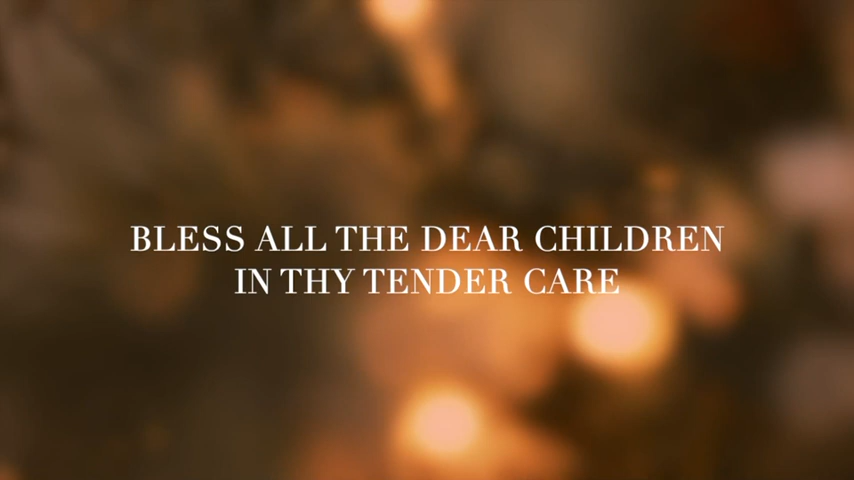 BLESS ALL THE DEAR CHILDREN
IN THY TENDER CARE